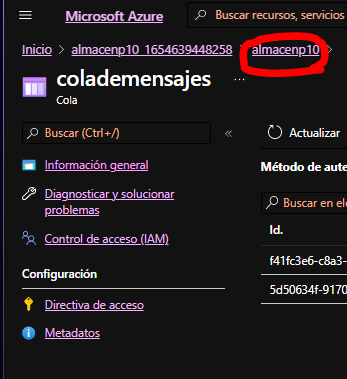 Microsoft Azure
Buscar recursos, servicios
Inicio > almacenp10_1654639448258 > almacenp10 >
colademensajes ...
Cola
Buscar (Ctrl+/)
«
Actualizar
Información general
Diagnosticar y solucionar
problemas
Control de acceso (IAM)
Configuración
Directiva de acceso
Metadatos
Método de aute
Buscar en ele
Id.
f41fc3e6-c8a3-
5d50634f-9170